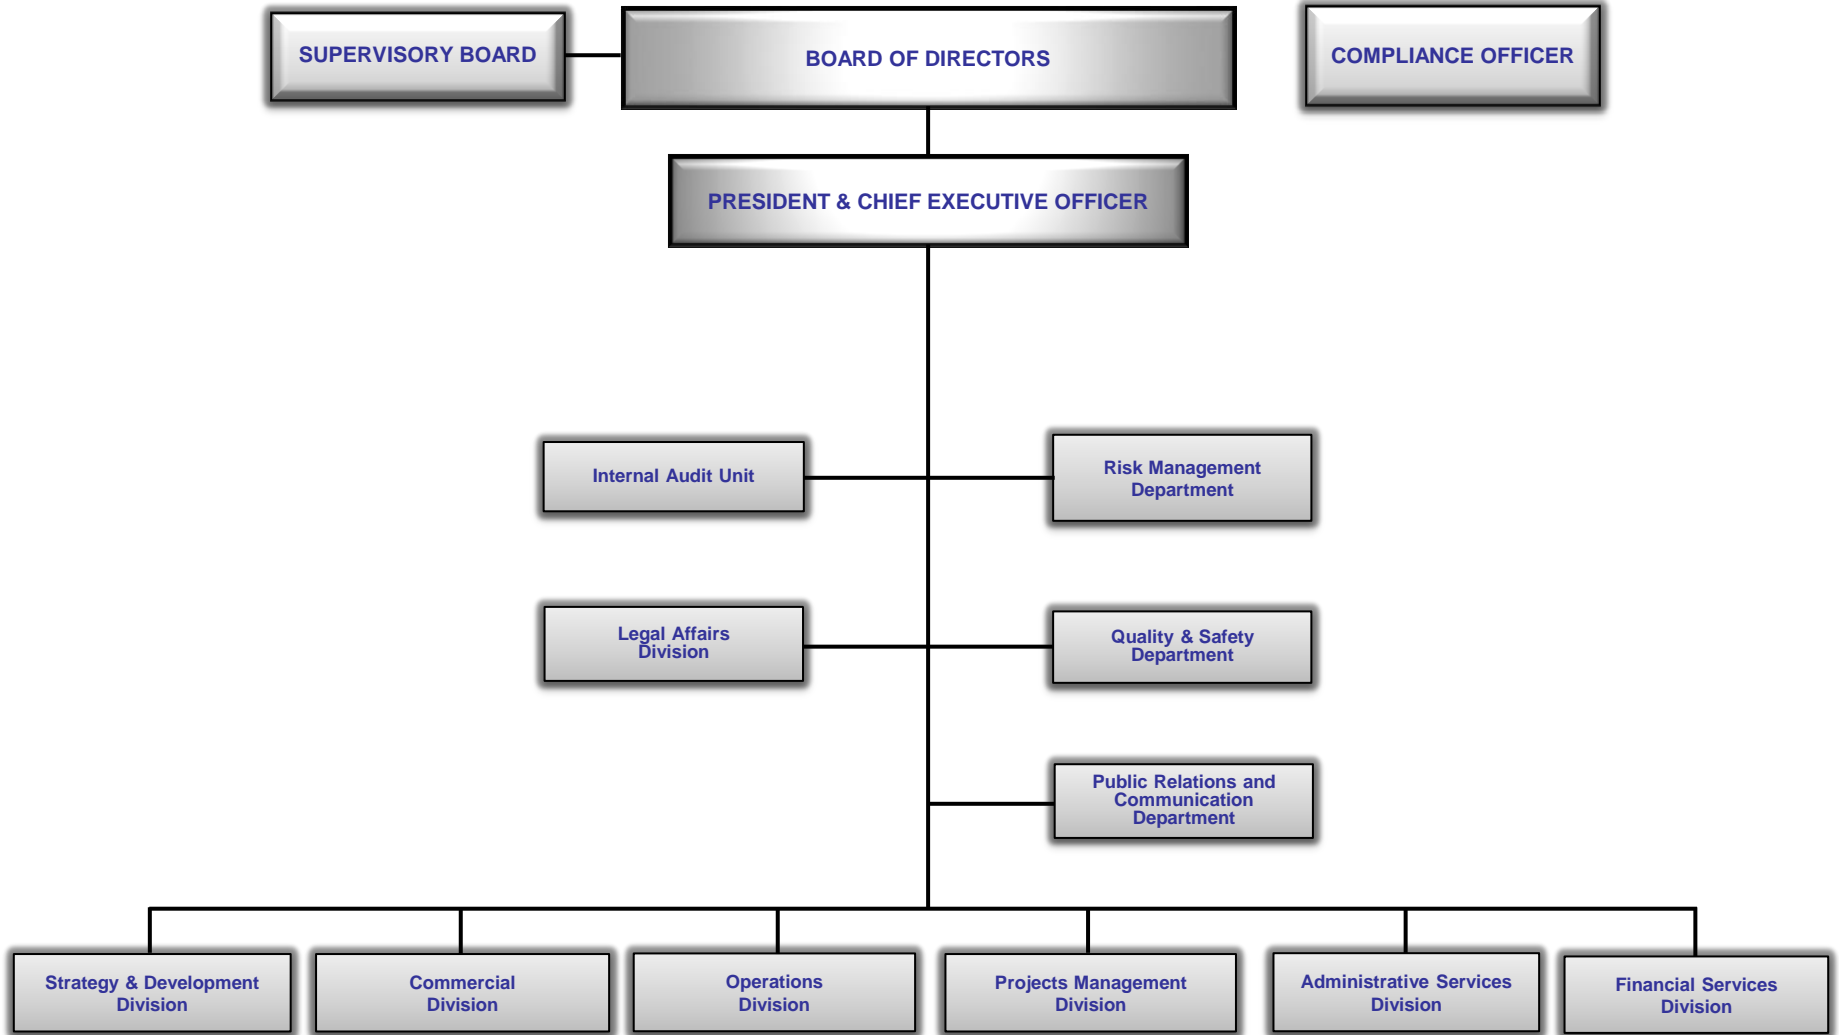 SUPERVISORY BOARD
BOARD OF DIRECTORS
COMPLIANCE OFFICER
PRESIDENT & CHIEF EXECUTIVE OFFICER
Internal Audit Unit
Risk Management
Department
Legal Affairs
Division
Quality & Safety
Department
Public Relations and
Communication
Department
Strategy & Development
Division
Commercial
Division
Operations
Division
Projects Management
Division
Administrative Services
Division
Financial Services
Division